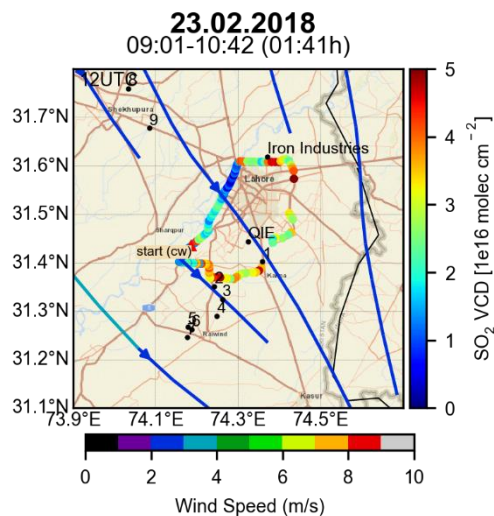 23.02.2018
09:01-10:42 (01:41h)
12UTC 8
Shekhupura
9
Iron Industries
Lahore
QIE
start (cw)
1
Kahna
2
3
4
5
6
Raiwind
Kasur
31.7°N
31.6°N
31.5°N
31.4°N
31.3°N
31.2°N
31.1°N
73.9°E 74.1°E 74.3°E 74.5°E
5
4
3
2
1
0
SO₂ VCD [1e16 molec cm⁻²]
0 2 4 6 8 10
Wind Speed (m/s)